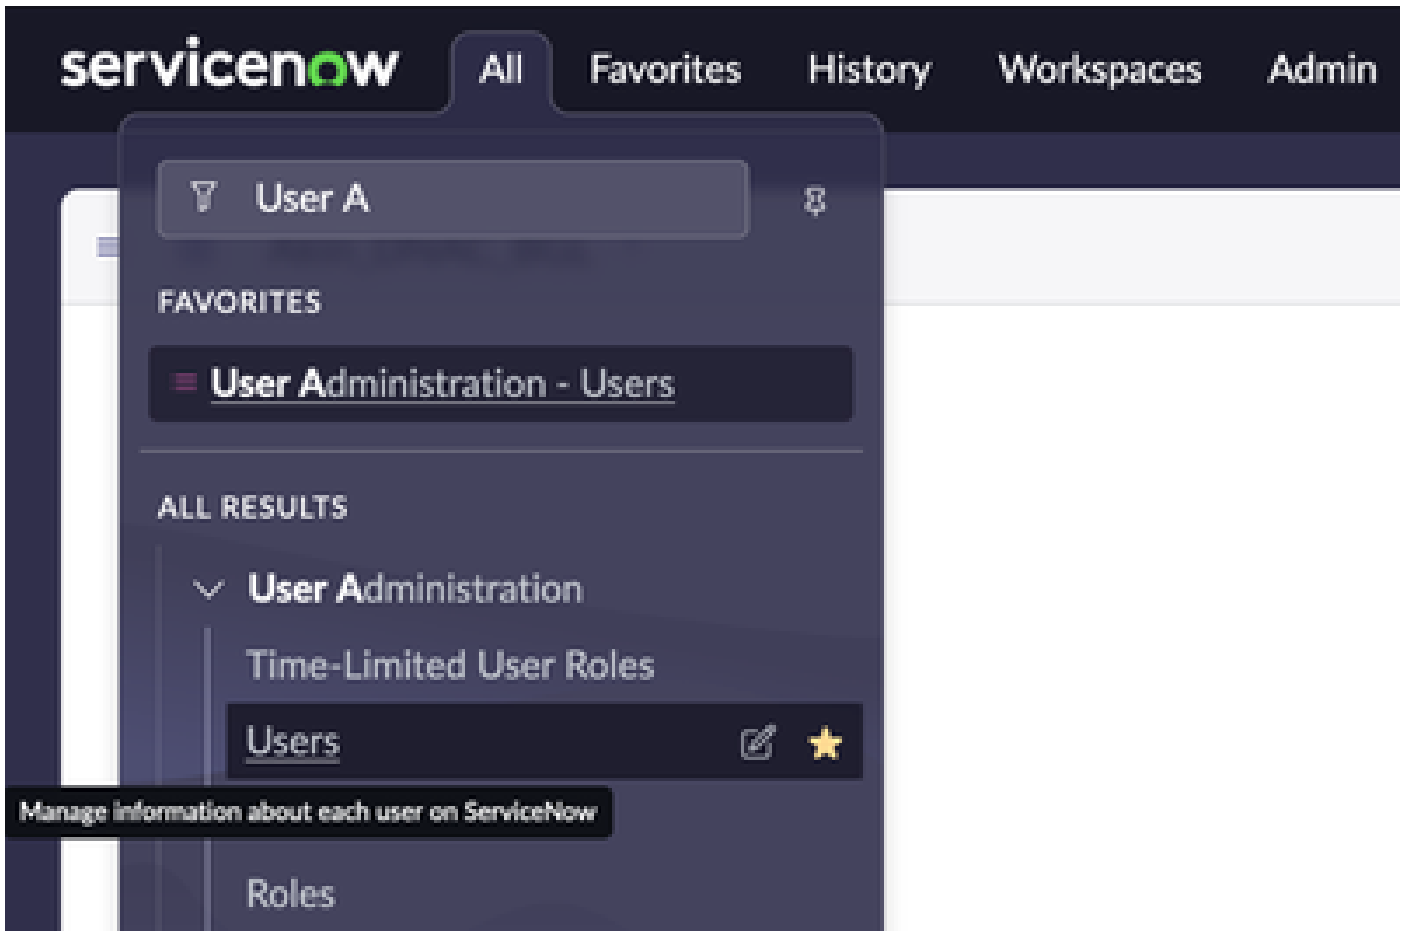 servicenow All Favorites History Workspaces Admin
User A
FAVORITES
User Administration - Users
ALL RESULTS
User Administration
Time-Limited User Roles
Users
Manage information about each user on ServiceNow
Roles